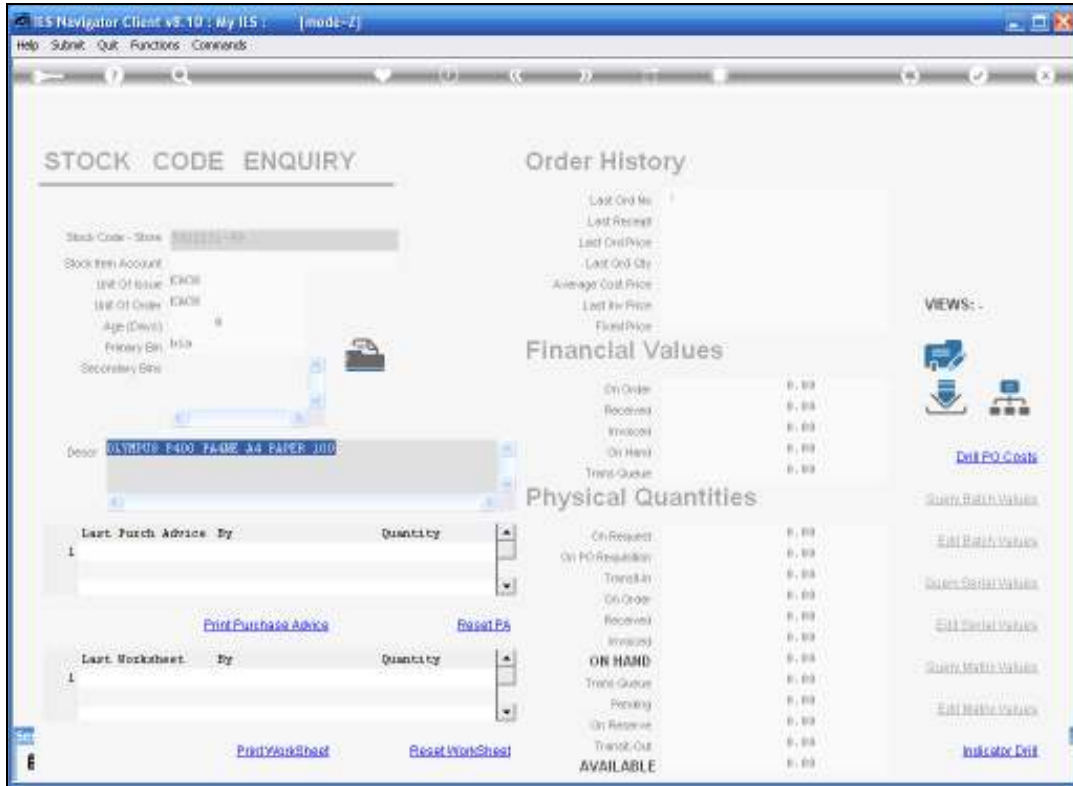 IES Navigator Client v8.10 : My IES : [mode-Z]
Help Submit Quit Functions Commands
STOCK CODE ENQUIRY
Stock Code - Store
Stock Item Account
Unit Of Issue EACH
Unit Of Order EACH
Age (Days) 0
Primary Bin
Secondary Bins
Descr OLYMPUS P400 A4 PAPER 100
Last Purch Advice By Quantity
1
Print Purchase Advice Reset PA
Last Worksheet By Quantity
1
Print WorkSheet Reset WorkSheet
Order History
Last Ord No
Last Receipt
Last Ord Price
Last Ord Qty
Average Cost Price
Last Inv Price
Fixed Price
Financial Values
On Order 0.00
Received 0.00
Invoiced 0.00
On Hand 0.00
Trans Queue 0.00
Physical Quantities
On Request 0.00
On PO Requisition 0.00
Transit-In 0.00
On Order 0.00
Received 0.00
Invoiced 0.00
ON HAND 0.00
Trans Queue 0.00
Pending 0.00
On Reserve 0.00
Transit-Out 0.00
AVAILABLE 0.00
VIEWS: -
Drill PO Costs
Query Batch Values
Edit Batch Values
Query Serial Values
Edit Serial Values
Query Matrix Values
Edit Matrix Values
Indicator Drill